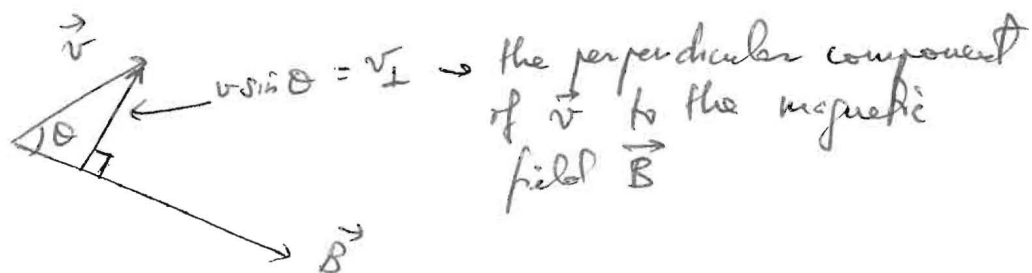 v⃗
θ
v sin θ = v⊥ → the perpendicular component
of v⃗ to the magnetic
field B⃗
B⃗